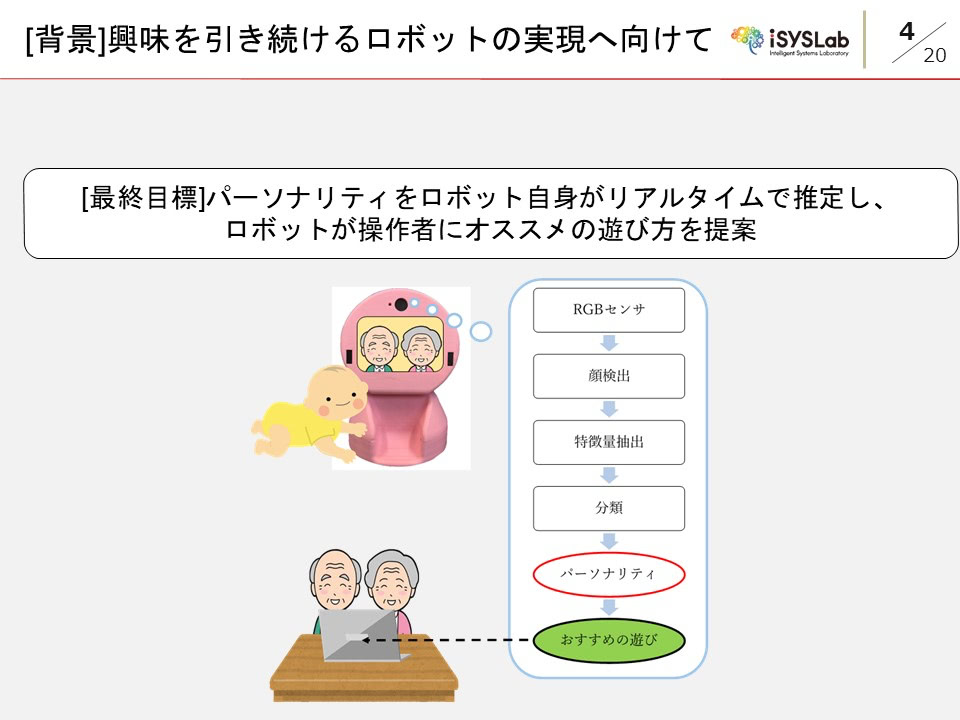 [背景]興味を引き続けるロボットの実現へ向けて
iSYSLab
Intelligent Systems Laboratory
4
20
[最終目標]パーソナリティをロボット自身がリアルタイムで推定し、
ロボットが操作者にオススメの遊び方を提案
RGBセンサ
顔検出
特徴量抽出
分類
パーソナリティ
おすすめの遊び